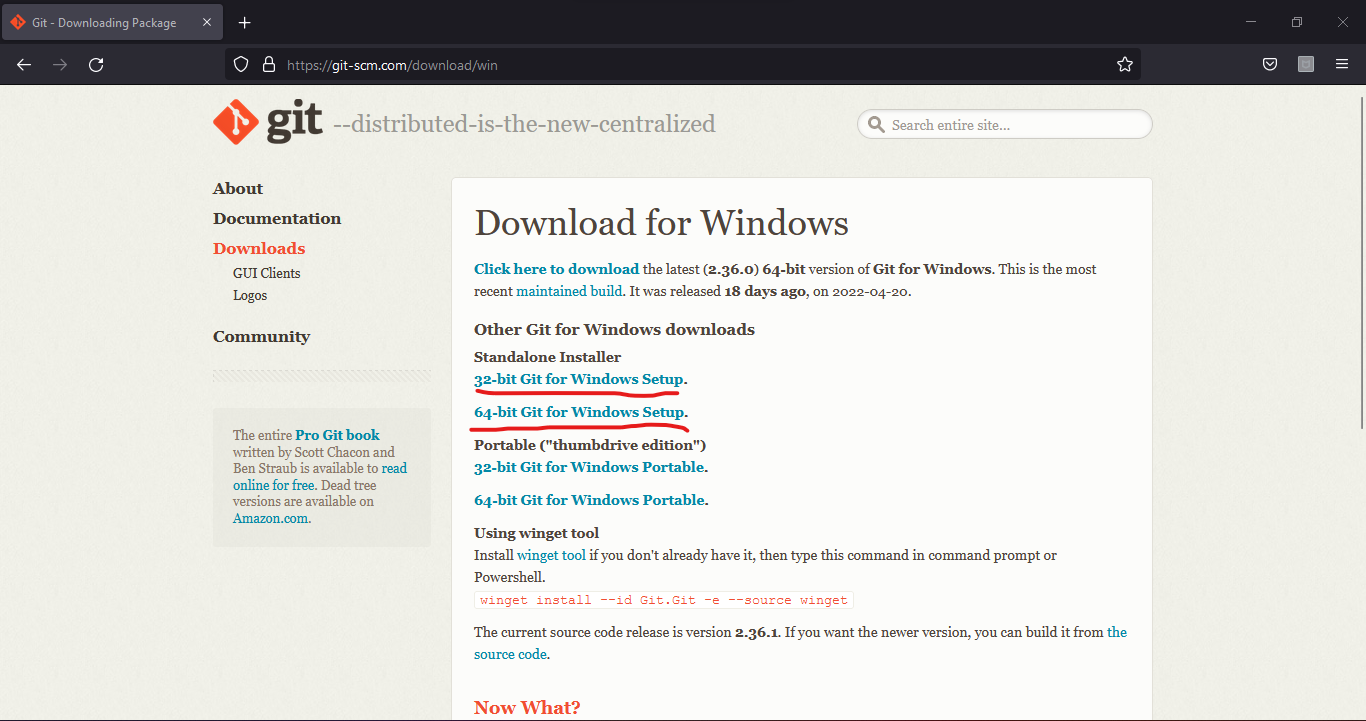 Git - Downloading Package
https://git-scm.com/download/win
git --distributed-is-the-new-centralized
Search entire site...
About
Documentation
Downloads
GUI Clients
Logos
Community
The entire Pro Git book
written by Scott Chacon and
Ben Straub is available to read
online for free. Dead tree
versions are available on
Amazon.com.
Download for Windows
Click here to download the latest (2.36.0) 64-bit version of Git for Windows. This is the most
recent maintained build. It was released 18 days ago, on 2022-04-20.
Other Git for Windows downloads
Standalone Installer
32-bit Git for Windows Setup.
64-bit Git for Windows Setup.
Portable ("thumbdrive edition")
32-bit Git for Windows Portable.
64-bit Git for Windows Portable.
Using winget tool
Install winget tool if you don't already have it, then type this command in command prompt or
Powershell.
winget install --id Git.Git -e --source winget
The current source code release is version 2.36.1. If you want the newer version, you can build it from the
source code.
Now What?